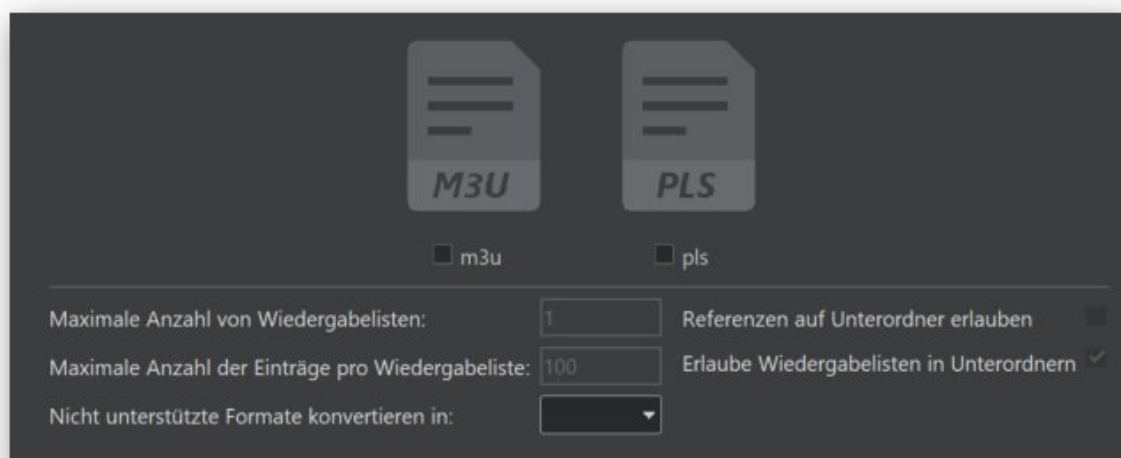 M3U PLS
m3u pls
Maximale Anzahl von Wiedergabelisten: 1 Referenzen auf Unterordner erlauben
Maximale Anzahl der Einträge pro Wiedergabeliste: 100 Erlaube Wiedergabelisten in Unterordnern
Nicht unterstützte Formate konvertieren in: